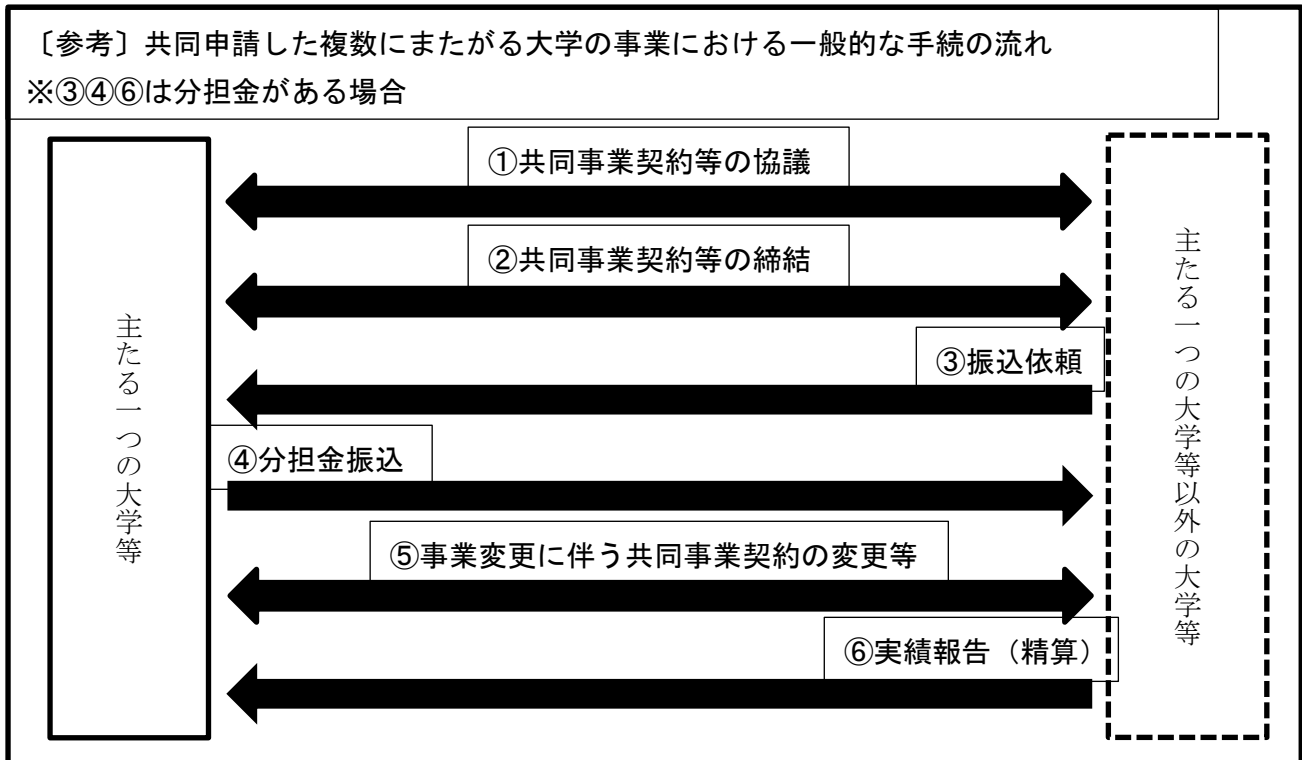 〔参考〕共同申請した複数にまたがる大学の事業における一般的な手続の流れ
※③④⑥は分担金がある場合
①共同事業契約等の協議
②共同事業契約等の締結
③振込依頼
④分担金振込
⑤事業変更に伴う共同事業契約の変更等
⑥実績報告（精算）
主たる一つの大学等
主たる一つの大学等以外の大学等